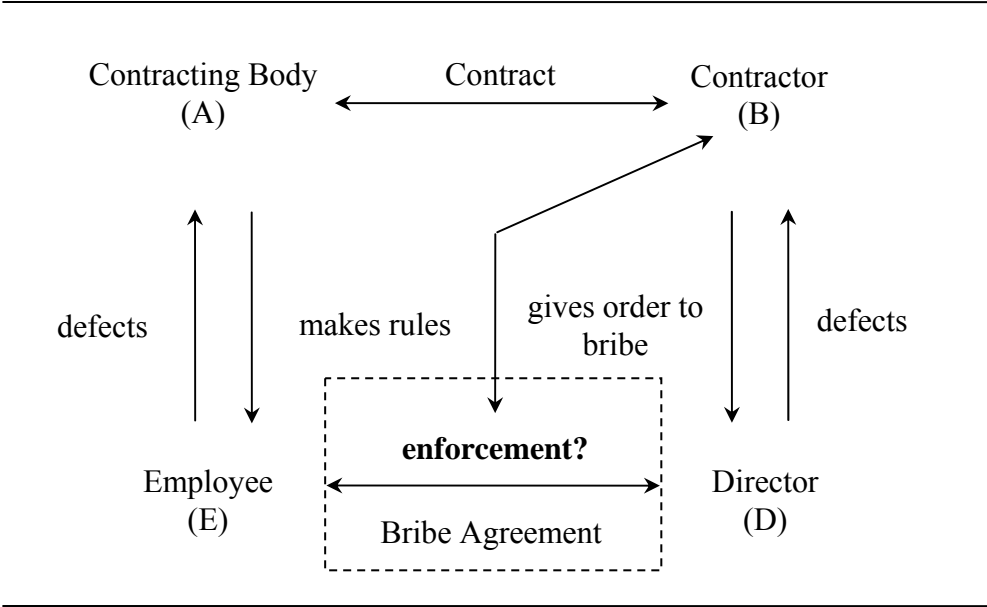 Contracting Body
(A)
Contract
Contractor
(B)
defects
makes rules
gives order to
bribe
defects
enforcement?
Employee
(E)
Bribe Agreement
Director
(D)